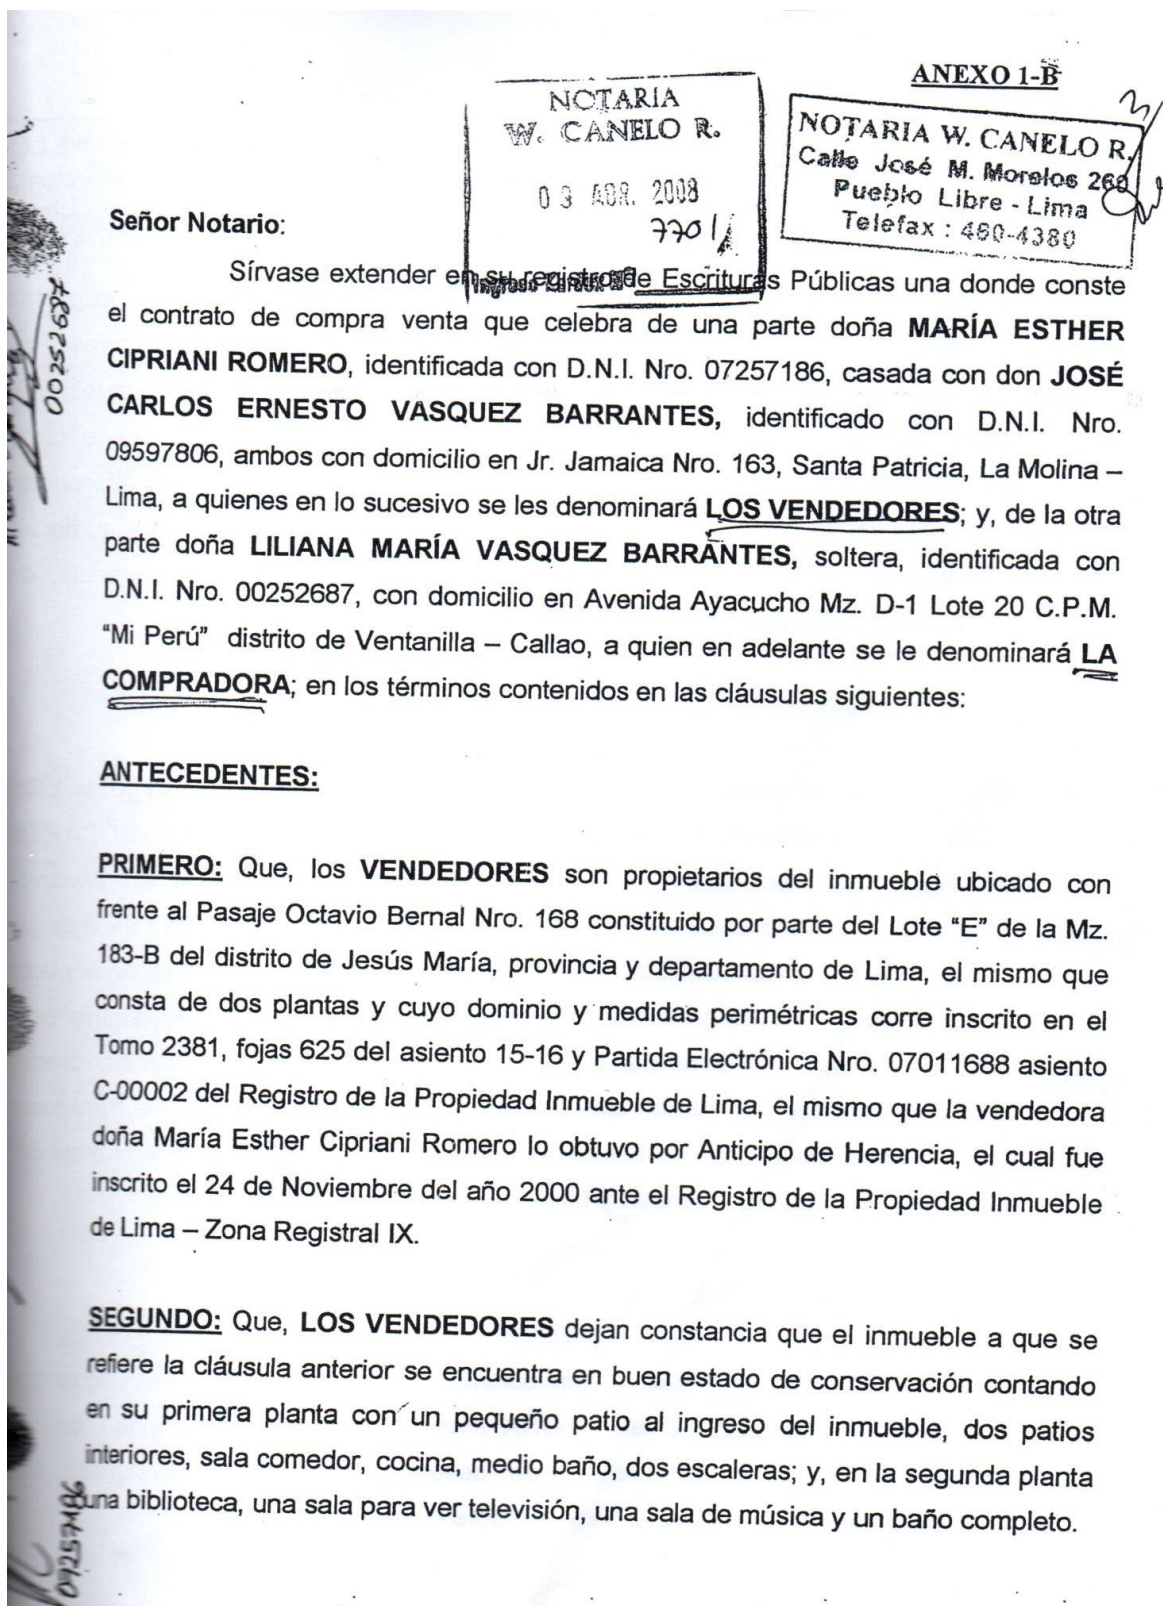 ANEXO 1-B
NOTARIA
W. CANELO R.
03 ABR. 2008
7701
NOTARIA W. CANELO R.
Calle José M. Morelos 260
Pueblo Libre - Lima
Telefax : 460-4380
Señor Notario:
Sírvase extender en su registro de Escrituras Públicas una donde conste
el contrato de compra venta que celebra de una parte doña MARÍA ESTHER
CIPRIANI ROMERO, identificada con D.N.I. Nro. 07257186, casada con don JOSÉ
CARLOS ERNESTO VASQUEZ BARRANTES, identificado con D.N.I. Nro.
09597806, ambos con domicilio en Jr. Jamaica Nro. 163, Santa Patricia, La Molina –
Lima, a quienes en lo sucesivo se les denominará LOS VENDEDORES; y, de la otra
parte doña LILIANA MARÍA VASQUEZ BARRANTES, soltera, identificada con
D.N.I. Nro. 00252687, con domicilio en Avenida Ayacucho Mz. D-1 Lote 20 C.P.M.
“Mi Perú” distrito de Ventanilla – Callao, a quien en adelante se le denominará LA
COMPRADORA; en los términos contenidos en las cláusulas siguientes:
ANTECEDENTES:
PRIMERO: Que, los VENDEDORES son propietarios del inmueble ubicado con
frente al Pasaje Octavio Bernal Nro. 168 constituido por parte del Lote “E” de la Mz.
183-B del distrito de Jesús María, provincia y departamento de Lima, el mismo que
consta de dos plantas y cuyo dominio y medidas perimétricas corre inscrito en el
Tomo 2381, fojas 625 del asiento 15-16 y Partida Electrónica Nro. 07011688 asiento
C-00002 del Registro de la Propiedad Inmueble de Lima, el mismo que la vendedora
doña María Esther Cipriani Romero lo obtuvo por Anticipo de Herencia, el cual fue
inscrito el 24 de Noviembre del año 2000 ante el Registro de la Propiedad Inmueble
de Lima – Zona Registral IX.
SEGUNDO: Que, LOS VENDEDORES dejan constancia que el inmueble a que se
refiere la cláusula anterior se encuentra en buen estado de conservación contando
en su primera planta con un pequeño patio al ingreso del inmueble, dos patios
interiores, sala comedor, cocina, medio baño, dos escaleras; y, en la segunda planta
una biblioteca, una sala para ver televisión, una sala de música y un baño completo.
00252687